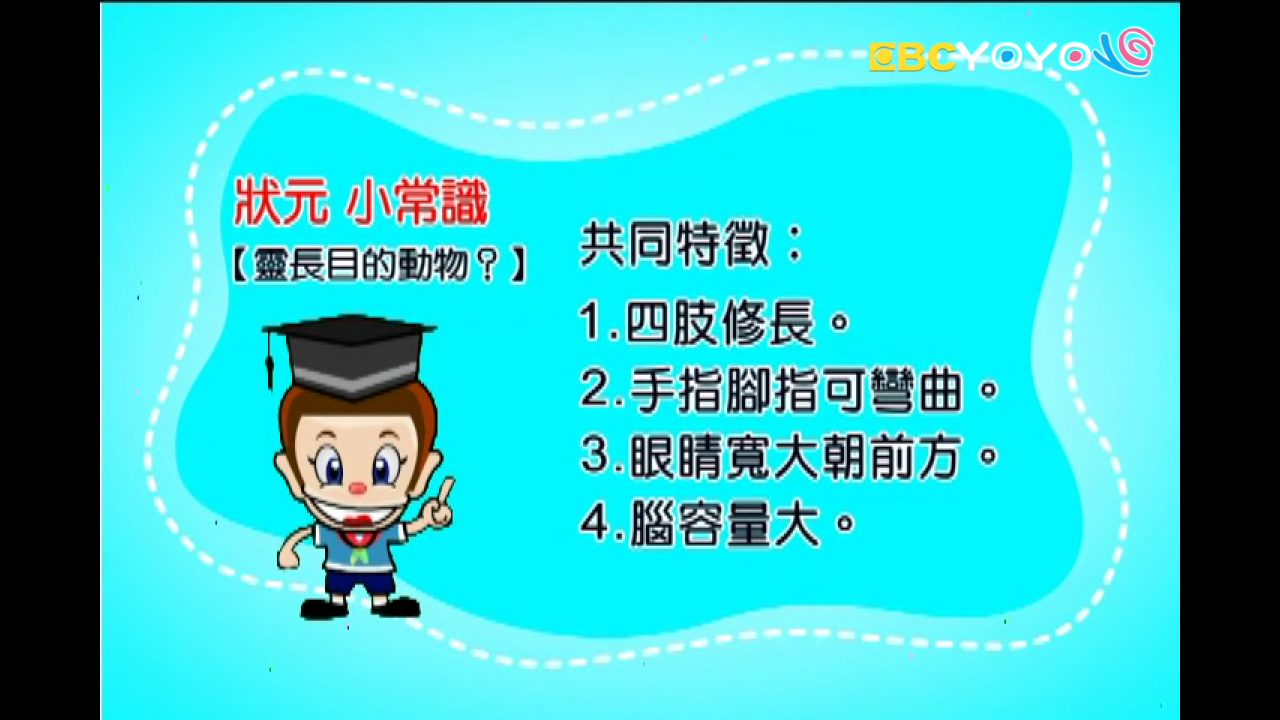 EBCYOYO
狀元 小常識
【靈長目的動物？】
共同特徵：
1.四肢修長。
2.手指腳指可彎曲。
3.眼睛寬大朝前方。
4.腦容量大。